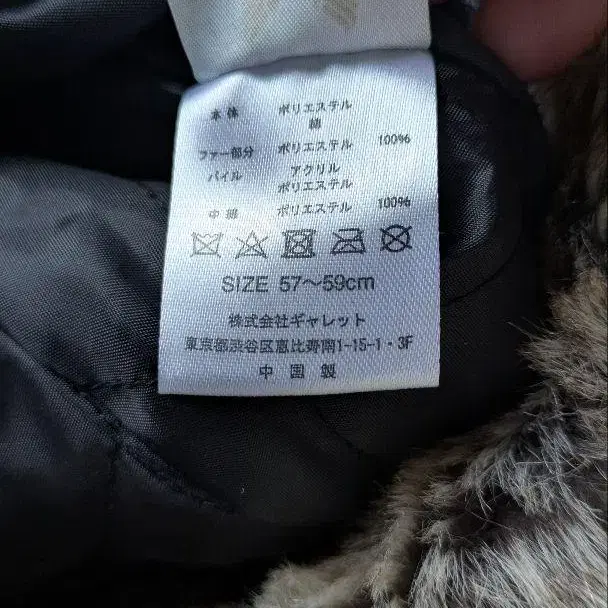 本体 ポリエステル
綿
ファー部分 ポリエステル 100%
パイル アクリル
ポリエステル
中綿 ポリエステル 100%
SIZE 57〜59cm
株式会社ギャレット
東京都渋谷区恵比寿南1-15-1・3F
中国製